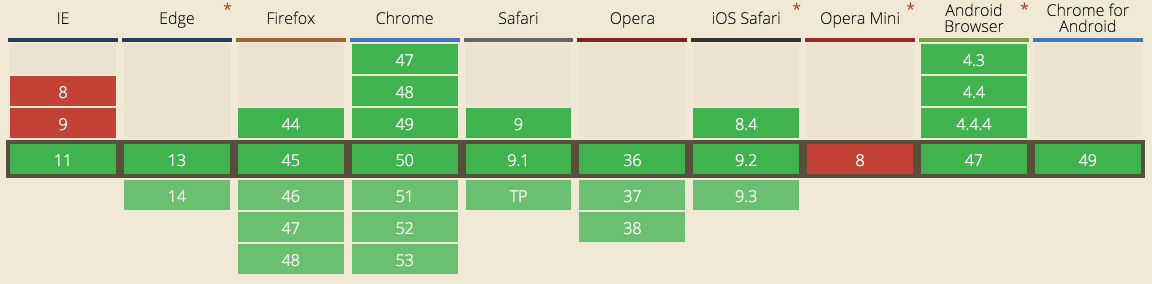 IE Edge * Firefox Chrome Safari Opera iOS Safari * Opera Mini * Android Browser * Chrome for Android
47 4.3
8 48 4.4
9 44 49 9 8.4 4.4.4
11 13 45 50 9.1 36 9.2 8 47 49
14 46 51 TP 37 9.3
47 52 38
48 53